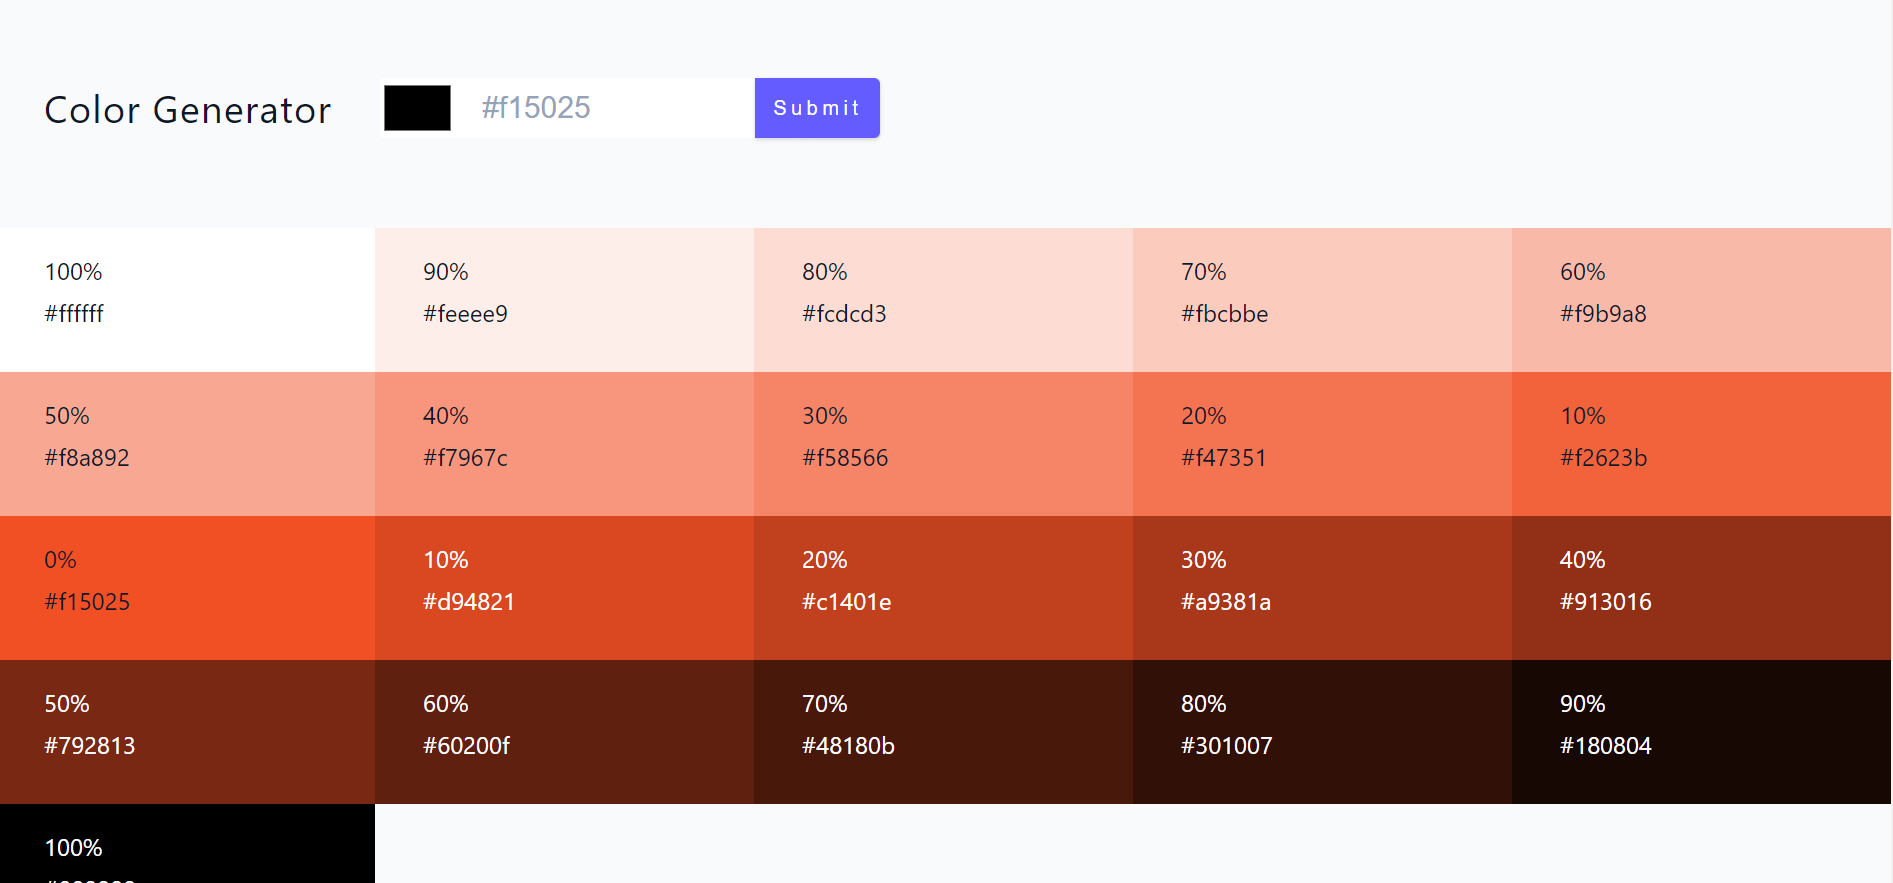 Color Generator #f15025 Submit
100% 90% 80% 70% 60%
#ffffff #feeee9 #fcdcd3 #fbcbbe #f9b9a8
50% 40% 30% 20% 10%
#f8a892 #f7967c #f58566 #f47351 #f2623b
0% 10% 20% 30% 40%
#f15025 #d94821 #c1401e #a9381a #913016
50% 60% 70% 80% 90%
#792813 #60200f #48180b #301007 #180804
100%